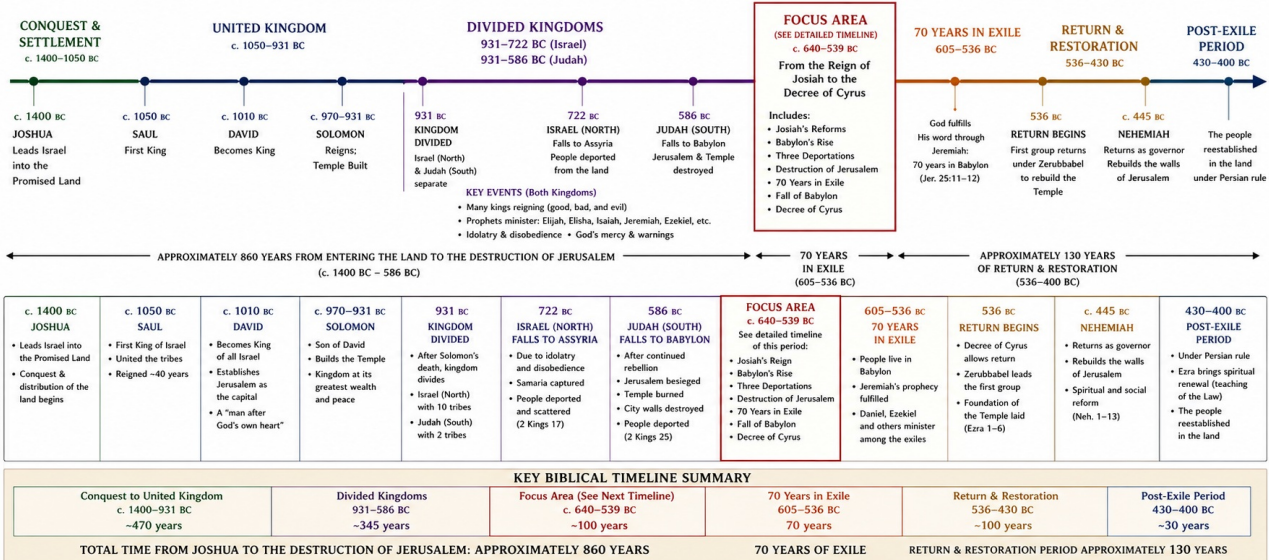 CONQUEST &
SETTLEMENT
c. 1400–1050 BC
UNITED KINGDOM
c. 1050–931 BC
DIVIDED KINGDOMS
931–722 BC (Israel)
931–586 BC (Judah)
FOCUS AREA
(SEE DETAILED TIMELINE)
c. 640–539 BC
From the Reign of
Josiah to the
Decree of Cyrus
Includes:
• Josiah's Reforms
• Babylon's Rise
• Three Deportations
• Destruction of Jerusalem
• 70 Years in Exile
• Fall of Babylon
• Decree of Cyrus
70 YEARS IN EXILE
605–536 BC
RETURN &
RESTORATION
536–430 BC
POST-EXILE
PERIOD
430–400 BC
c. 1400 BC
JOSHUA
Leads Israel
into the
Promised Land
c. 1050 BC
SAUL
First King
c. 1010 BC
DAVID
Becomes King
c. 970–931 BC
SOLOMON
Reigns;
Temple Built
931 BC
KINGDOM
DIVIDED
Israel (North)
& Judah (South)
separate
722 BC
ISRAEL (NORTH)
Falls to Assyria
People deported
from the land
586 BC
JUDAH (SOUTH)
Falls to Babylon
Jerusalem & Temple
destroyed
KEY EVENTS (Both Kingdoms)
• Many kings reigning (good, bad, and evil)
• Prophets minister: Elijah, Elisha, Isaiah, Jeremiah, Ezekiel, etc.
• Idolatry & disobedience • God's mercy & warnings
God fulfills
His word through
Jeremiah:
70 years in Babylon
(Jer. 25:11–12)
536 BC
RETURN BEGINS
First group returns
under Zerubbabel
to rebuild the
Temple
c. 445 BC
NEHEMIAH
Returns as governor
Rebuilds the walls
of Jerusalem
The people
reestablished
in the land
under Persian rule
APPROXIMATELY 860 YEARS FROM ENTERING THE LAND TO THE DESTRUCTION OF JERUSALEM
(c. 1400 BC – 586 BC)
70 YEARS
IN EXILE
(605–536 BC)
APPROXIMATELY 130 YEARS
OF RETURN & RESTORATION
(536–400 BC)
c. 1400 BC
JOSHUA
• Leads Israel into
the Promised Land
• Conquest &
distribution of the
land begins
c. 1050 BC
SAUL
• First King of Israel
• United the tribes
• Reigned ~40 years
c. 1010 BC
DAVID
• Becomes King
of all Israel
• Establishes
Jerusalem as
the capital
• A "man after
God's own heart"
c. 970–931 BC
SOLOMON
• Son of David
• Builds the Temple
• Kingdom at its
greatest wealth
and peace
931 BC
KINGDOM
DIVIDED
• After Solomon's
death, kingdom
divides
• Israel (North)
with 10 tribes
• Judah (South)
with 2 tribes
722 BC
ISRAEL (NORTH)
FALLS TO ASSYRIA
• Due to idolatry
and disobedience
• Samaria captured
• People deported
and scattered
(2 Kings 17)
586 BC
JUDAH (SOUTH)
FALLS TO BABYLON
• After continued
rebellion
• Jerusalem besieged
• Temple burned
• City walls destroyed
• People deported
(2 Kings 25)
FOCUS AREA
c. 640–539 BC
See detailed timeline
of this period:
• Josiah's Reign
• Babylon's Rise
• Three Deportations
• Destruction of Jerusalem
• 70 Years in Exile
• Fall of Babylon
• Decree of Cyrus
605–536 BC
70 YEARS
IN EXILE
• People live in
Babylon
• Jeremiah's prophecy
fulfilled
• Daniel, Ezekiel
and others minister
among the exiles
536 BC
RETURN BEGINS
• Decree of Cyrus
allows return
• Zerubbabel leads
the first group
• Foundation of
the Temple laid
(Ezra 1–6)
c. 445 BC
NEHEMIAH
• Returns as governor
• Rebuilds the walls
of Jerusalem
• Spiritual and social
reform
(Neh. 1–13)
430–400 BC
POST-EXILE
PERIOD
• Under Persian rule
• Ezra brings spiritual
renewal (teaching
of the Law)
• The people
reestablished
in the land
KEY BIBLICAL TIMELINE SUMMARY
Conquest to United Kingdom
c. 1400–931 BC
~470 years
Divided Kingdoms
931–586 BC
~345 years
Focus Area (See Next Timeline)
c. 640–539 BC
~100 years
70 Years in Exile
605–536 BC
70 years
Return & Restoration
536–430 BC
~100 years
Post-Exile Period
430–400 BC
~30 years
TOTAL TIME FROM JOSHUA TO THE DESTRUCTION OF JERUSALEM: APPROXIMATELY 860 YEARS
70 YEARS OF EXILE
RETURN & RESTORATION PERIOD APPROXIMATELY 130 YEARS